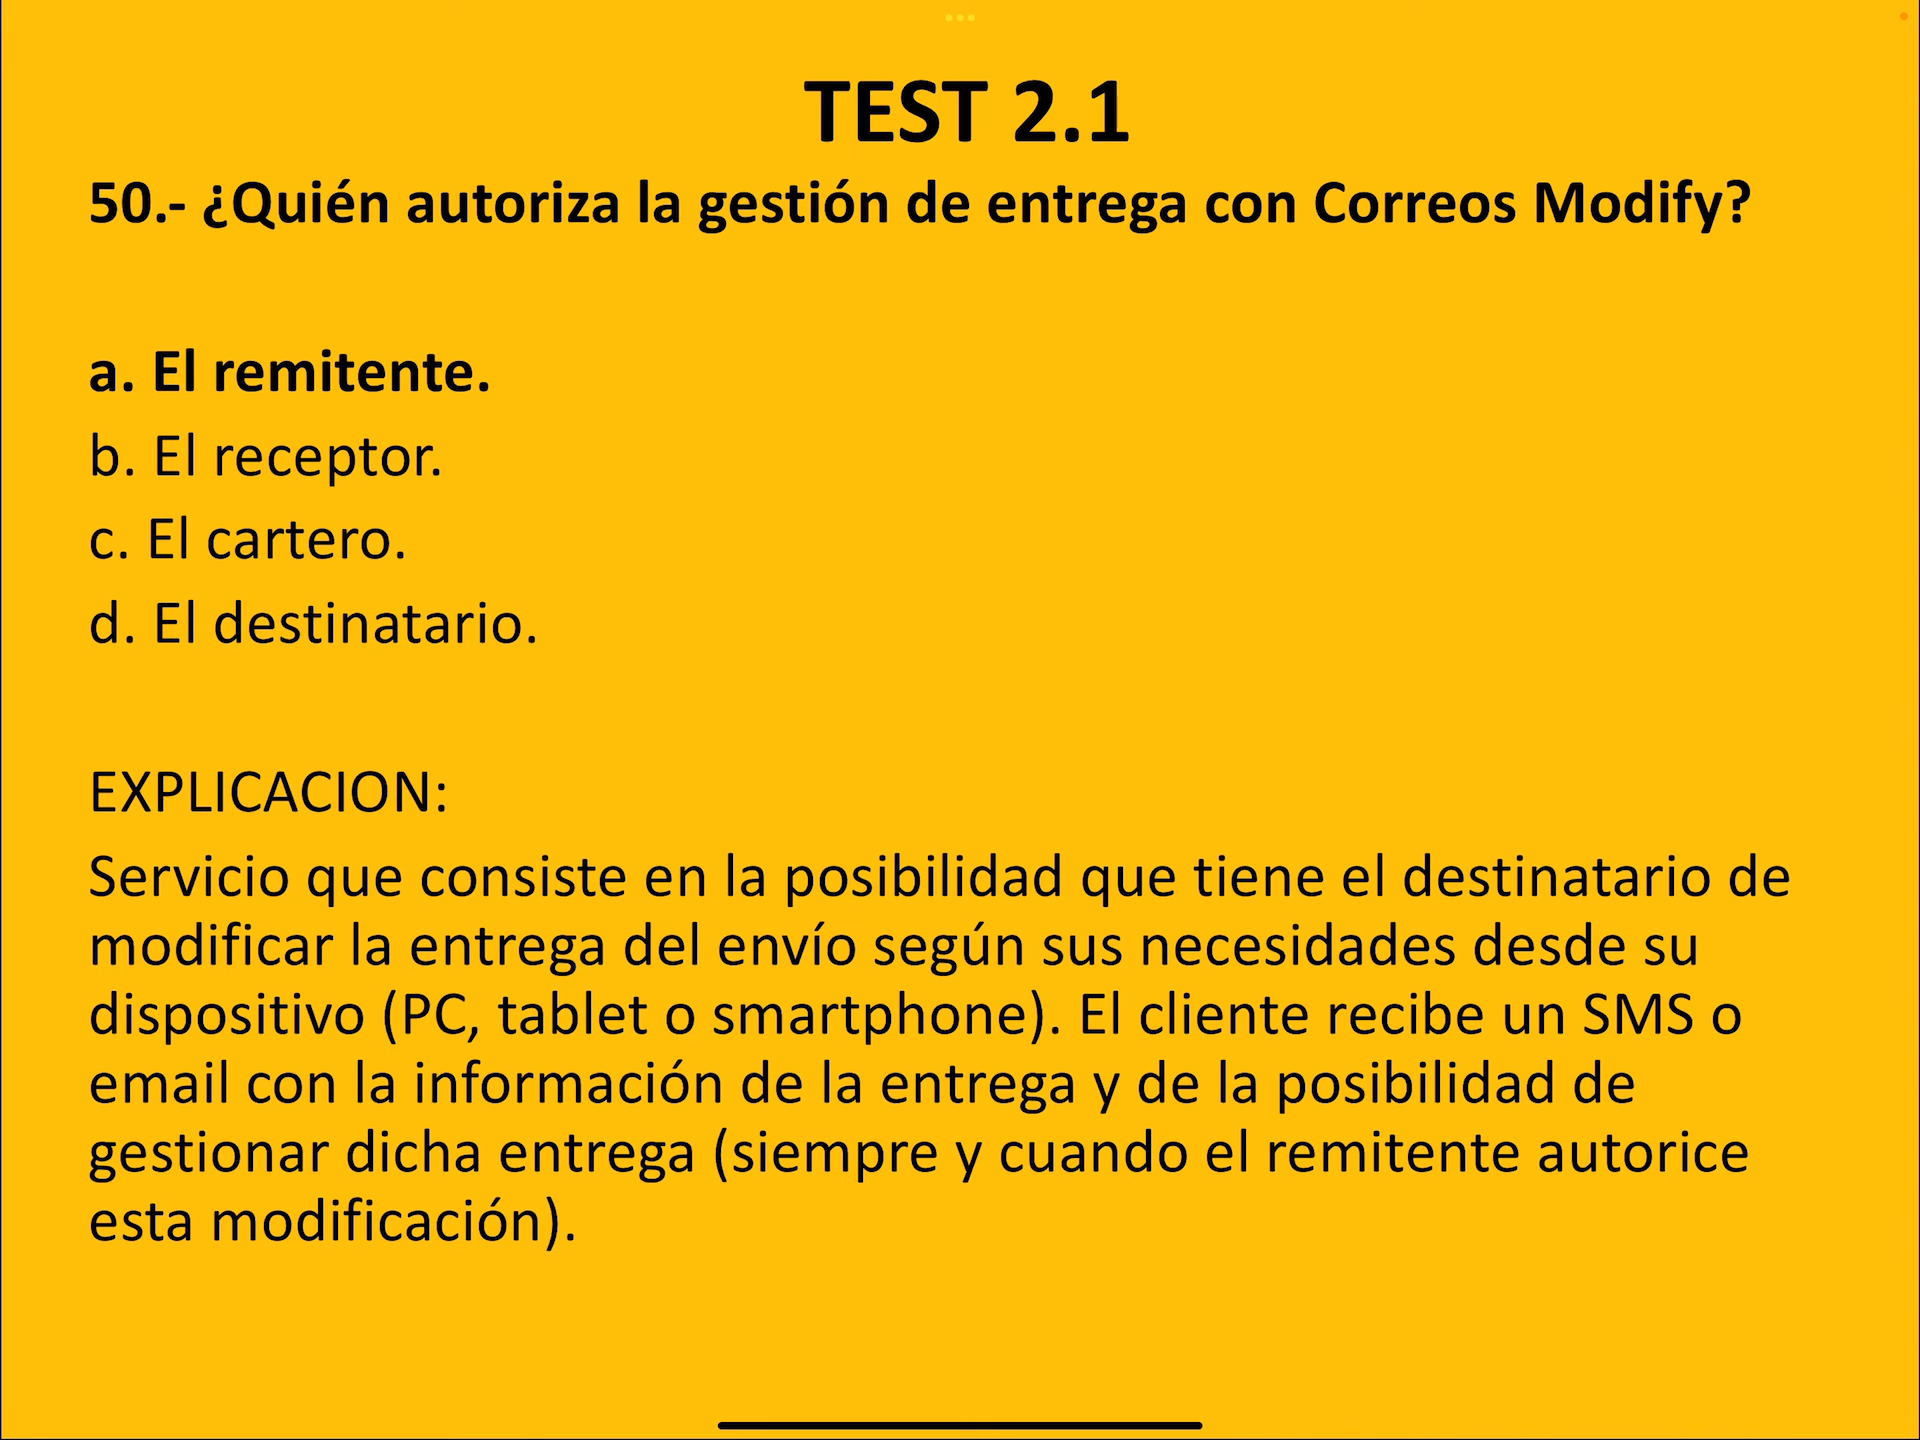 TEST 2.1
50.- ¿Quién autoriza la gestión de entrega con Correos Modify?
a. El remitente.
b. El receptor.
c. El cartero.
d. El destinatario.
EXPLICACION:
Servicio que consiste en la posibilidad que tiene el destinatario de
modificar la entrega del envío según sus necesidades desde su
dispositivo (PC, tablet o smartphone). El cliente recibe un SMS o
email con la información de la entrega y de la posibilidad de
gestionar dicha entrega (siempre y cuando el remitente autorice
esta modificación).